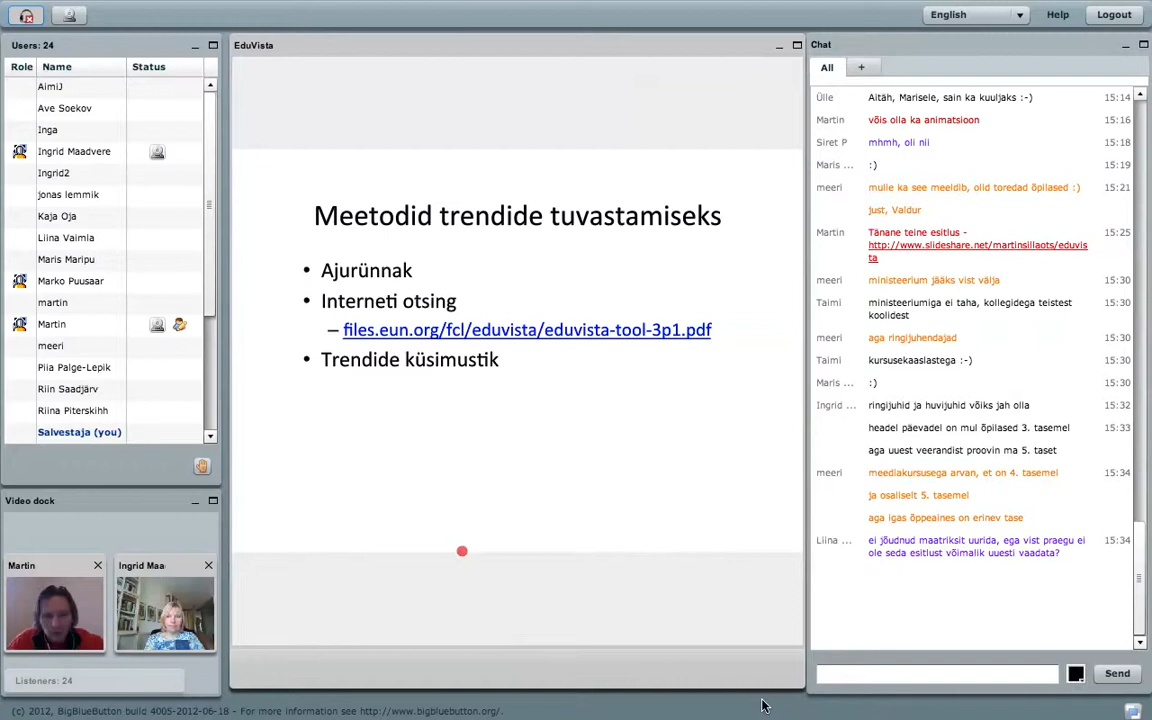 English
Help
Logout
Users: 24
Role Name Status
AimiJ
Ave Soekov
Inga
Ingrid Maadvere
Ingrid2
jonas lemmik
Kaja Oja
Liina Vaimla
Maris Maripu
Marko Puusaar
martin
Martin
meeri
Piia Palge-Lepik
Riin Saadjärv
Riina Piterskihh
Salvestaja (you)
Video dock
Martin
Ingrid Maa
Listeners: 24
EduVista
Meetodid trendide tuvastamiseks
• Ajurünnak
• Interneti otsing
– files.eun.org/fcl/eduvista/eduvista-tool-3p1.pdf
• Trendide küsimustik
Chat
All +
Ülle Aitäh, Marisele, sain ka kuuljaks :-) 15:14
Martin võis olla ka animatsioon 15:16
Siret P mhmh, oli nii 15:18
Maris ... :) 15:19
meeri mulle ka see meeldib, olid toredad õpilased :) 15:21
just, Valdur
Martin Tänane teine esitlus - 15:25
http://www.slideshare.net/martinsillaots/eduvis
ta
meeri ministeerium jääks vist välja 15:30
Taimi ministeeriumiga ei taha, kollegidega teistest 15:30
koolidest
meeri aga ringijuhendajad 15:30
Taimi kursusekaaslastega :-) 15:30
Maris ... :) 15:30
Ingrid ... ringijuhid ja huvijuhid võiks jah olla 15:32
headel päevadel on mul õpilased 3. tasemel 15:33
aga uuest veerandist proovin ma 5. taset
meeri meediakursusega arvan, et on 4. tasemel 15:34
ja osaliselt 5. tasemel
aga igas õppeaines on erinev tase
Liina ... ei jõudnud maatriksit uurida, ega vist praegu ei 15:34
ole seda esitlust võimalik uuesti vaadata?
Send
(c) 2012, BigBlueButton build 4005-2012-06-18 - For more information see http://www.bigbluebutton.org/.